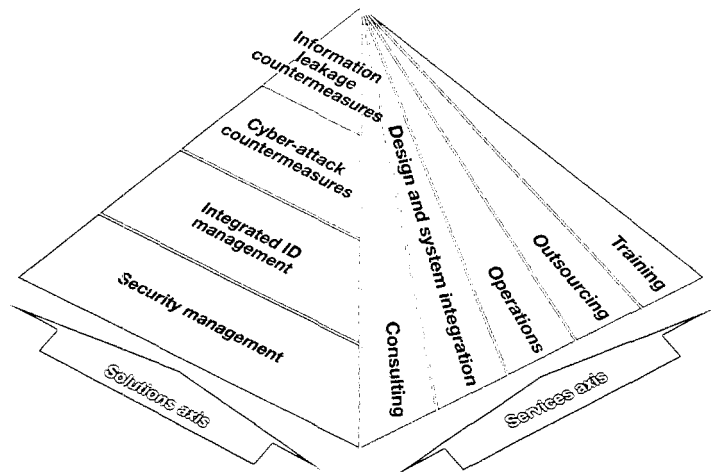 Information
leakage
countermeasures
Cyber-attack
countermeasures
Integrated ID
management
Security management
Consulting
Design and system integration
Operations
Outsourcing
Training
Solutions axis
Services axis